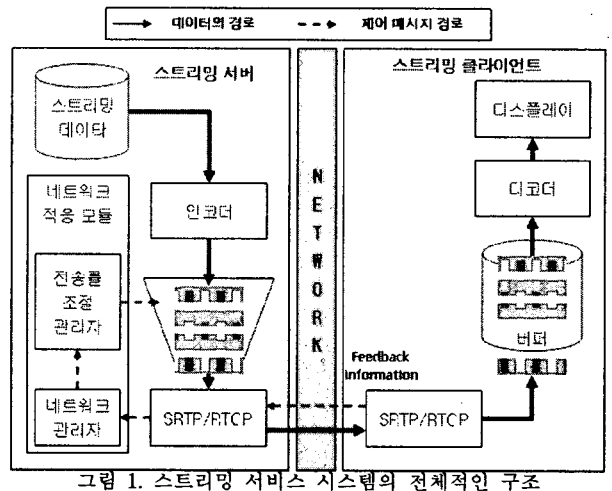 데이터의 경로
제어 메시지 경로
스트리밍 서버
스트리밍
데이타
인코더
네트워크
적응 모듈
전송률
조절
관리자
네트워크
관리자
SRTP/RTCP
NETWORK
Feedback
Information
스트리밍 클라이언트
디스플레이
디코더
버퍼
SRTP/RTCP
그림 1. 스트리밍 서비스 시스템의 전체적인 구조